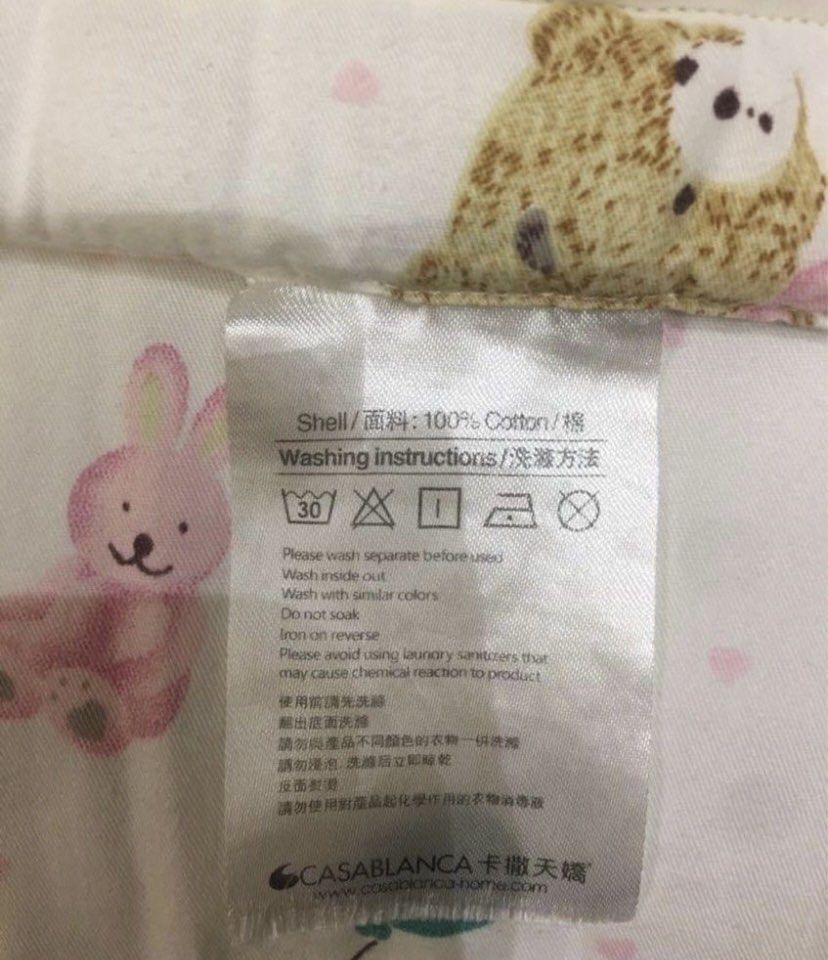 Shell/面料:100% Cotton/棉
Washing instructions/洗滌方法
30
Please wash separate before used
Wash inside out
Wash with similar colors
Do not soak
Iron on reverse
Please avoid using laundry sanitizers that
may cause chemical reaction to product
使用前請先洗滌
翻出底面洗滌
請勿與產品不同顏色的衣物一併洗滌
請勿浸泡,洗滌后立即晾乾
反面熨燙
請勿使用對產品起化學作用的衣物消毒液
CASABLANCA 卡撒天嬌
www.casablanca-home.com